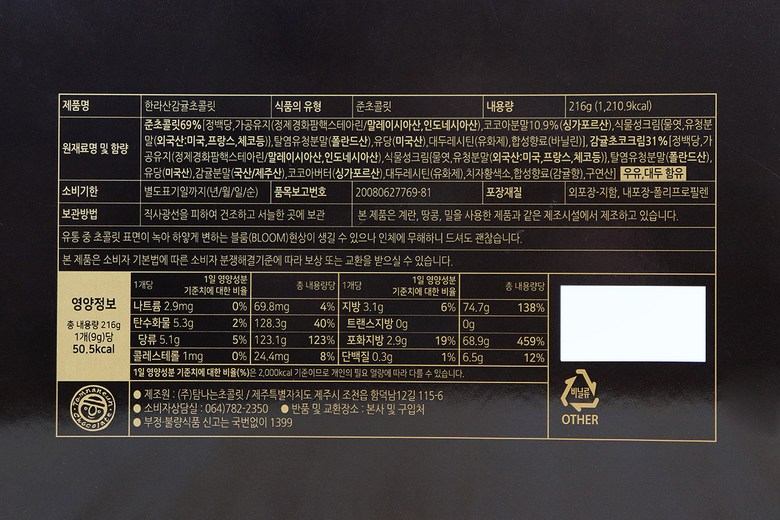 제품명 한라산감귤초콜릿 식품의 유형 준초콜릿 내용량 216g (1,210.9kcal)
원재료명 및 함량
준초콜릿69%[정백당,가공유지(정제경화팜핵스테아린/말레이시아산,인도네시아산),코코아분말10.9%(싱가포르산),식물성크림[물엿,유청분
말(외국산:미국,프랑스,체코등)],탈염유청분말(폴란드산),유당(미국산),대두레시틴(유화제),합성향료(바닐린)], 감귤초코크림31%[정백당,가
공유지(정제경화팜핵스테아린/말레이시아산,인도네시아산),식물성크림[물엿,유청분말(외국산:미국,프랑스,체코등)],탈염유청분말(폴란드산),
유당(미국산),감귤분말(국산/제주산),코코아버터(싱가포르산),대두레시틴(유화제),치자황색소,합성향료(감귤향),구연산] 우유,대두 함유
소비기한 별도표기일까지(년/월/일/순) 품목보고번호 20080627769-81 포장재질 외포장-지함, 내포장-폴리프로필렌
보관방법 직사광선을 피하여 건조하고 서늘한 곳에 보관 본 제품은 계란, 땅콩, 밀을 사용한 제품과 같은 제조시설에서 제조하고 있습니다.
유통 중 초콜릿 표면이 녹아 하얗게 변하는 블룸(BLOOM)현상이 생길 수 있으나 인체에 무해하니 드셔도 괜찮습니다.
본 제품은 소비자 기본법에 따른 소비자 분쟁해결기준에 따라 보상 또는 교환을 받으실 수 있습니다.
영양정보
총 내용량 216g
1개(9g)당
50.5kcal
1개당 1일 영양성분 기준치에 대한 비율 총 내용량당 1개당 1일 영양성분 기준치에 대한 비율 총 내용량당
나트륨 2.9mg 0% 69.8mg 4% 지방 3.1g 6% 74.7g 138%
탄수화물 5.3g 2% 128.3g 40% 트랜스지방 0g 0g
당류 5.1g 5% 123.1g 123% 포화지방 2.9g 19% 68.9g 459%
콜레스테롤 1mg 0% 24.4mg 8% 단백질 0.3g 1% 6.5g 12%
1일 영양성분 기준치에 대한 비율(%)은 2,000kcal 기준이므로 개인의 필요 열량에 따라 다를 수 있습니다.
● 제조원 : (주)탐나는초콜릿 / 제주특별자치도 제주시 조천읍 함덕남12길 115-6
● 소비자상담실 : 064)782-2350 ● 반품 및 교환장소 : 본사 및 구입처
● 부정·불량식품 신고는 국번없이 1399
비닐류
OTHER